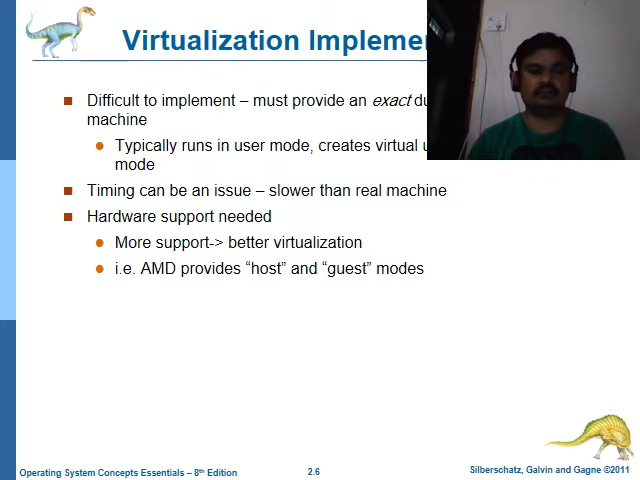 Virtualization
Difficult to implement – must provide an exact
machine
Typically runs in user mode, creates virtual
mode
Timing can be an issue – slower than real machine
Hardware support needed
More support-> better virtualization
i.e. AMD provides “host” and “guest” modes
Operating System Concepts Essentials – 8th Edition
2.6
Silberschatz, Galvin and Gagne ©2011